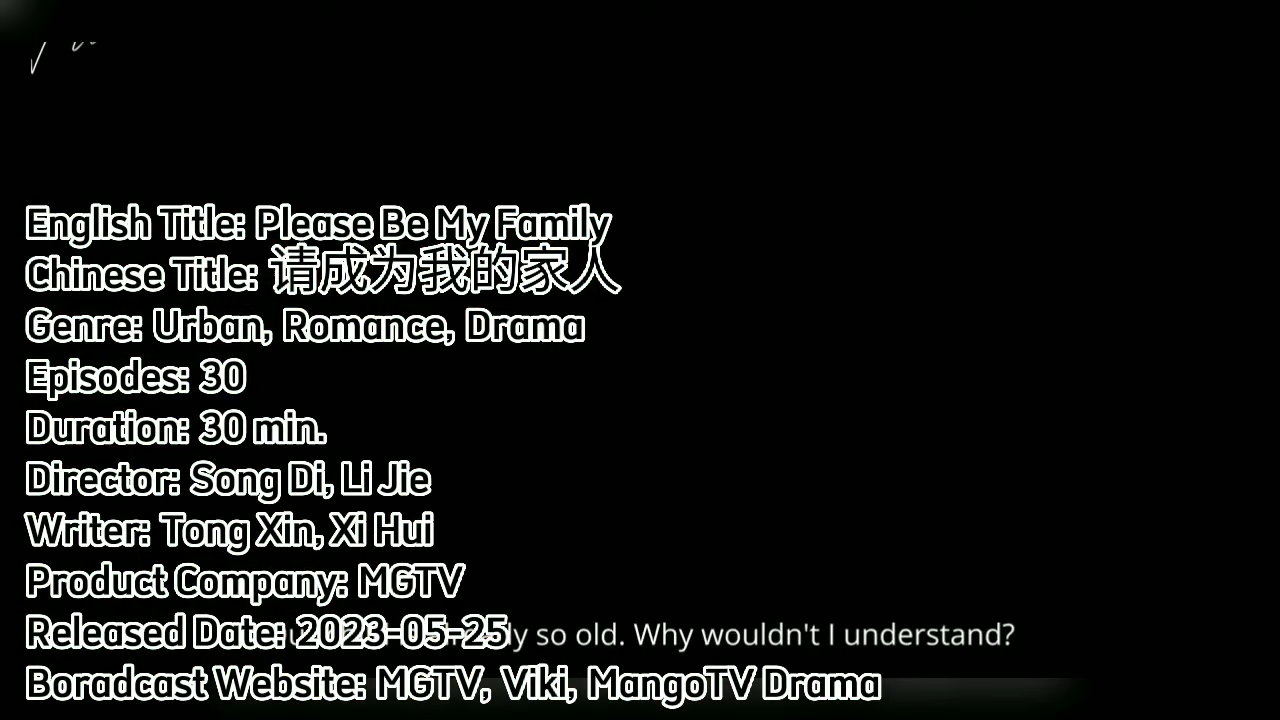 English Title: Please Be My Family
Chinese Title: 请成为我的家人
Genre: Urban, Romance, Drama
Episodes: 30
Duration: 30 min.
Director: Song Di, Li Jie
Writer: Tong Xin, Xi Hui
Product Company: MGTV
Released Date: 2023-05-25
so old. Why wouldn't I understand?
Boradcast Website: MGTV, Viki, MangoTV Drama